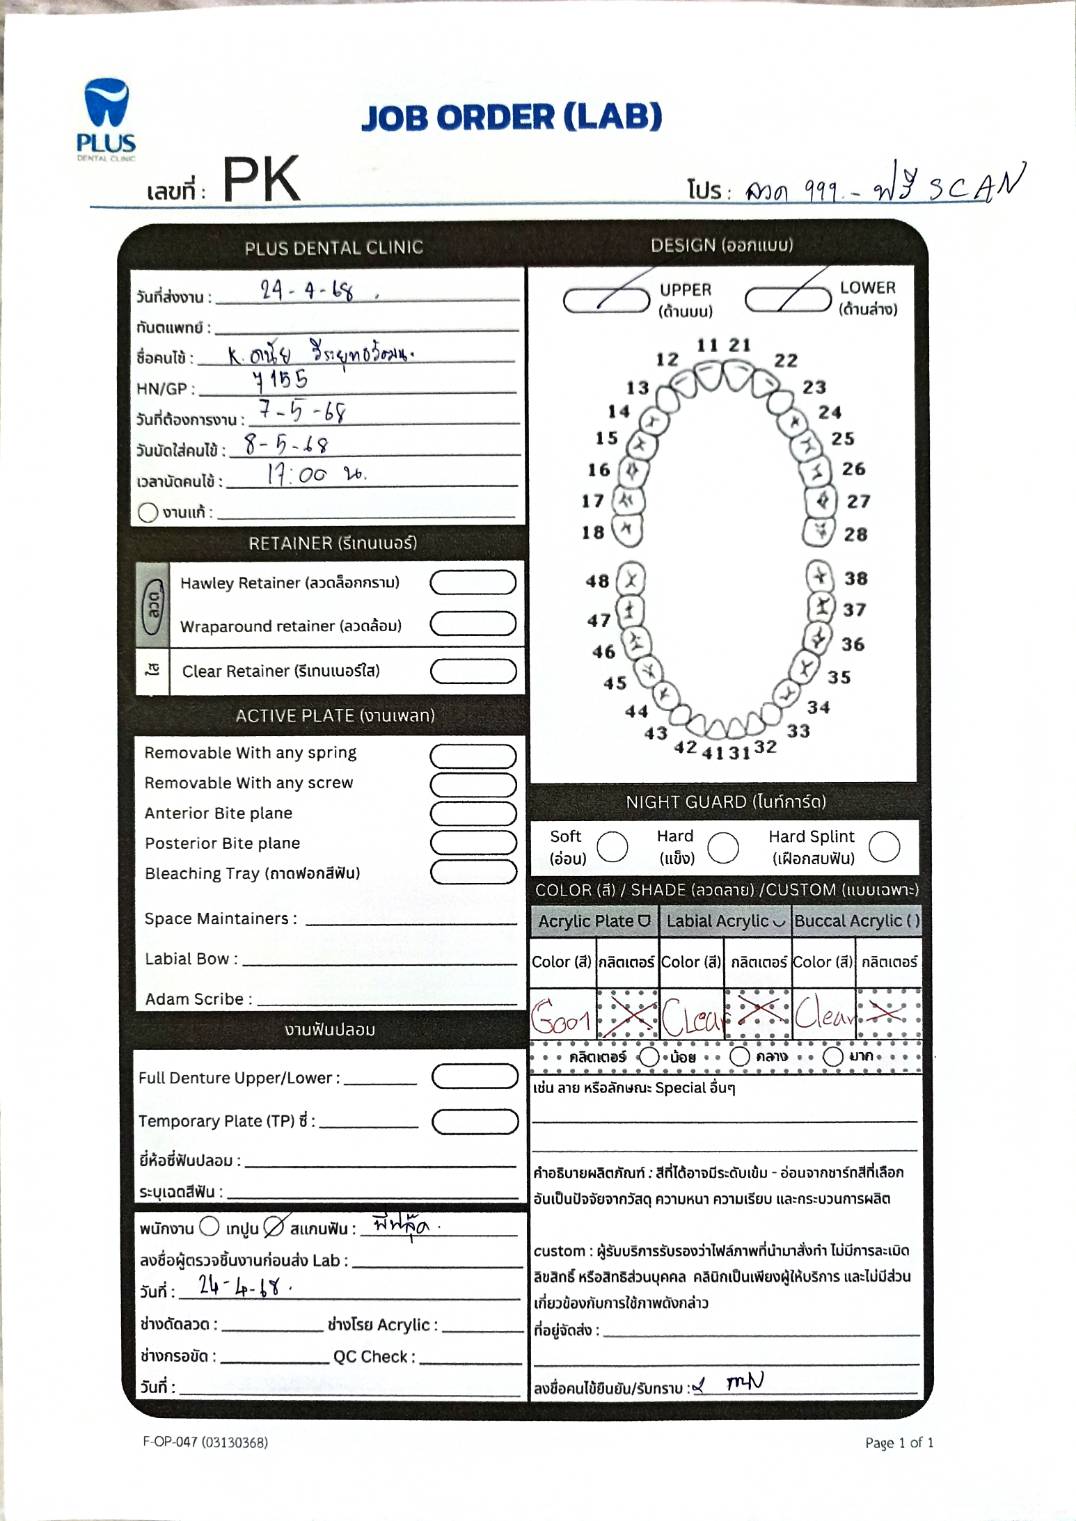 PLUS
DENTAL CLINIC
JOB ORDER (LAB)
เลขที่ : PK
โปร : ลวด 999.- ฟรี SCAN
PLUS DENTAL CLINIC
วันที่ส่งงาน : 24-4-68
ทันตแพทย์ :
ชื่อคนไข้ : K. ดนัย
HN/GP : 7155
วันที่ต้องการงาน : 7-5-68
วันนัดใส่คนไข้ : 8-5-68
เวลานัดคนไข้ : 17:00 น.
งานแก้ :
RETAINER (รีเทนเนอร์)
ลวด
Hawley Retainer (ลวดล็อกกราม)
Wraparound retainer (ลวดล้อม)
ใส
Clear Retainer (รีเทนเนอร์ใส)
ACTIVE PLATE (งานเพลท)
Removable With any spring
Removable With any screw
Anterior Bite plane
Posterior Bite plane
Bleaching Tray (ถาดฟอกสีฟัน)
Space Maintainers :
Labial Bow :
Adam Scribe :
งานฟันปลอม
Full Denture Upper/Lower :
Temporary Plate (TP) ซี่ :
ยี่ห้อซี่ฟันปลอม :
ระบุเฉดสีฟัน :
พนักงาน เทปูน สแกนฟัน :
ลงชื่อผู้ตรวจชิ้นงานก่อนส่ง Lab :
วันที่ : 24-4-68.
ช่างดัดลวด : ช่างโรย Acrylic :
ช่างกรอขัด : QC Check :
วันที่ :
DESIGN (ออกแบบ)
UPPER (ด้านบน)
LOWER (ด้านล่าง)
11 21
12 22
13 23
14 24
15 25
16 26
17 27
18 28
48 38
47 37
46 36
45 35
44 34
43 33
42 41 31 32
NIGHT GUARD (ไนท์การ์ด)
Soft (อ่อน)
Hard (แข็ง)
Hard Splint (เฝือกสบฟัน)
COLOR (สี) / SHADE (ลวดลาย) /CUSTOM (แบบเฉพาะ)
Acrylic Plate Labial Acrylic Buccal Acrylic ( )
Color (สี) กลิตเตอร์ Color (สี) กลิตเตอร์ Color (สี) กลิตเตอร์
G001 Clear Clear
กลิตเตอร์ น้อย กลาง มาก
เช่น ลาย หรือลักษณะ Special อื่นๆ
คำอธิบายผลิตภัณฑ์ : สีที่ได้อาจมีระดับเข้ม - อ่อนจากชาร์ทสีที่เลือก
อันเป็นปัจจัยจากวัสดุ ความหนา ความเรียบ และกระบวนการผลิต
custom : ผู้รับบริการรับรองว่าไฟล์ภาพที่นำมาสั่งทำ ไม่มีการละเมิด
ลิขสิทธิ์ หรือสิทธิส่วนบุคคล คลินิกเป็นเพียงผู้ให้บริการ และไม่มีส่วน
เกี่ยวข้องกับการใช้ภาพดังกล่าว
ที่อยู่จัดส่ง :
ลงชื่อคนไข้ยืนยัน/รับทราบ :
F-OP-047 (03130368)
Page 1 of 1